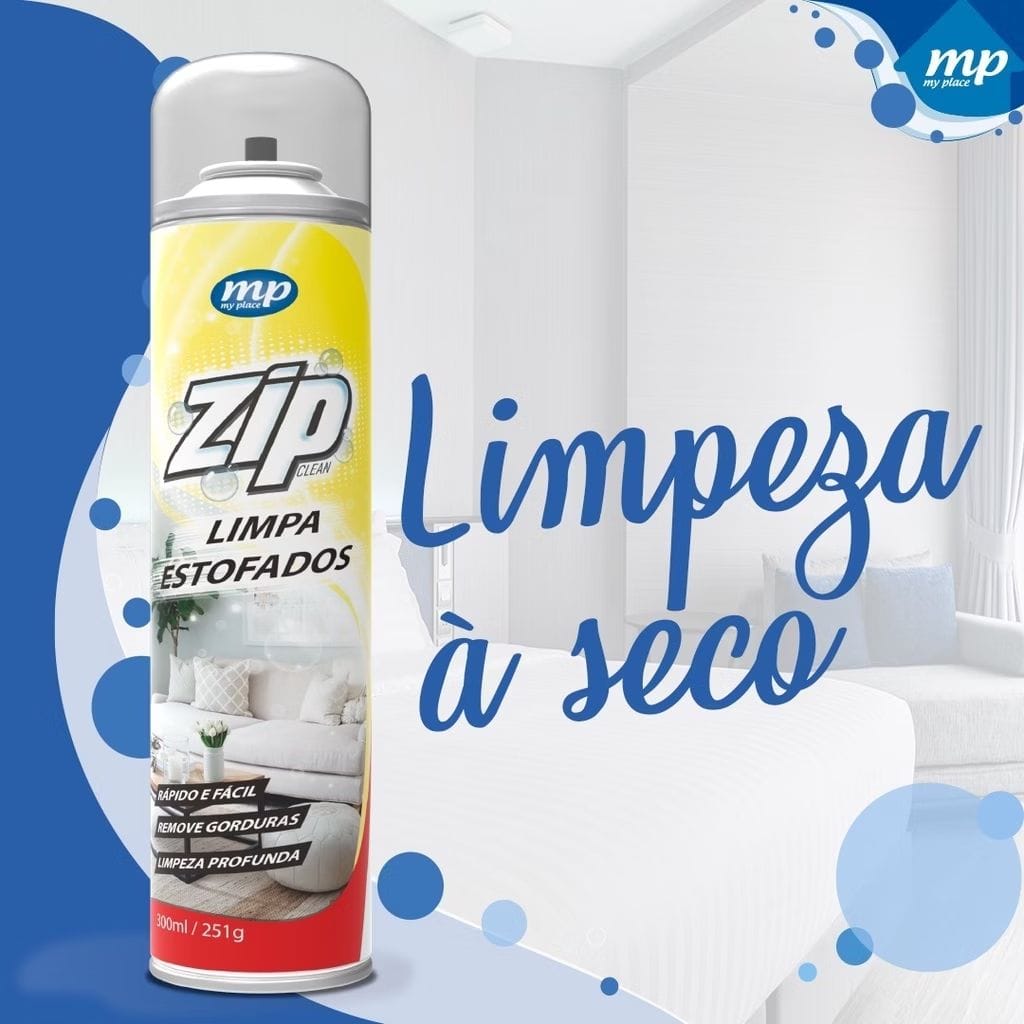 mp
my place
mp
my place
Zip
CLEAN
LIMPA
ESTOFADOS
Limpeza
à seco
RÁPIDO E FÁCIL
REMOVE GORDURAS
LIMPEZA PROFUNDA
300ml / 251g